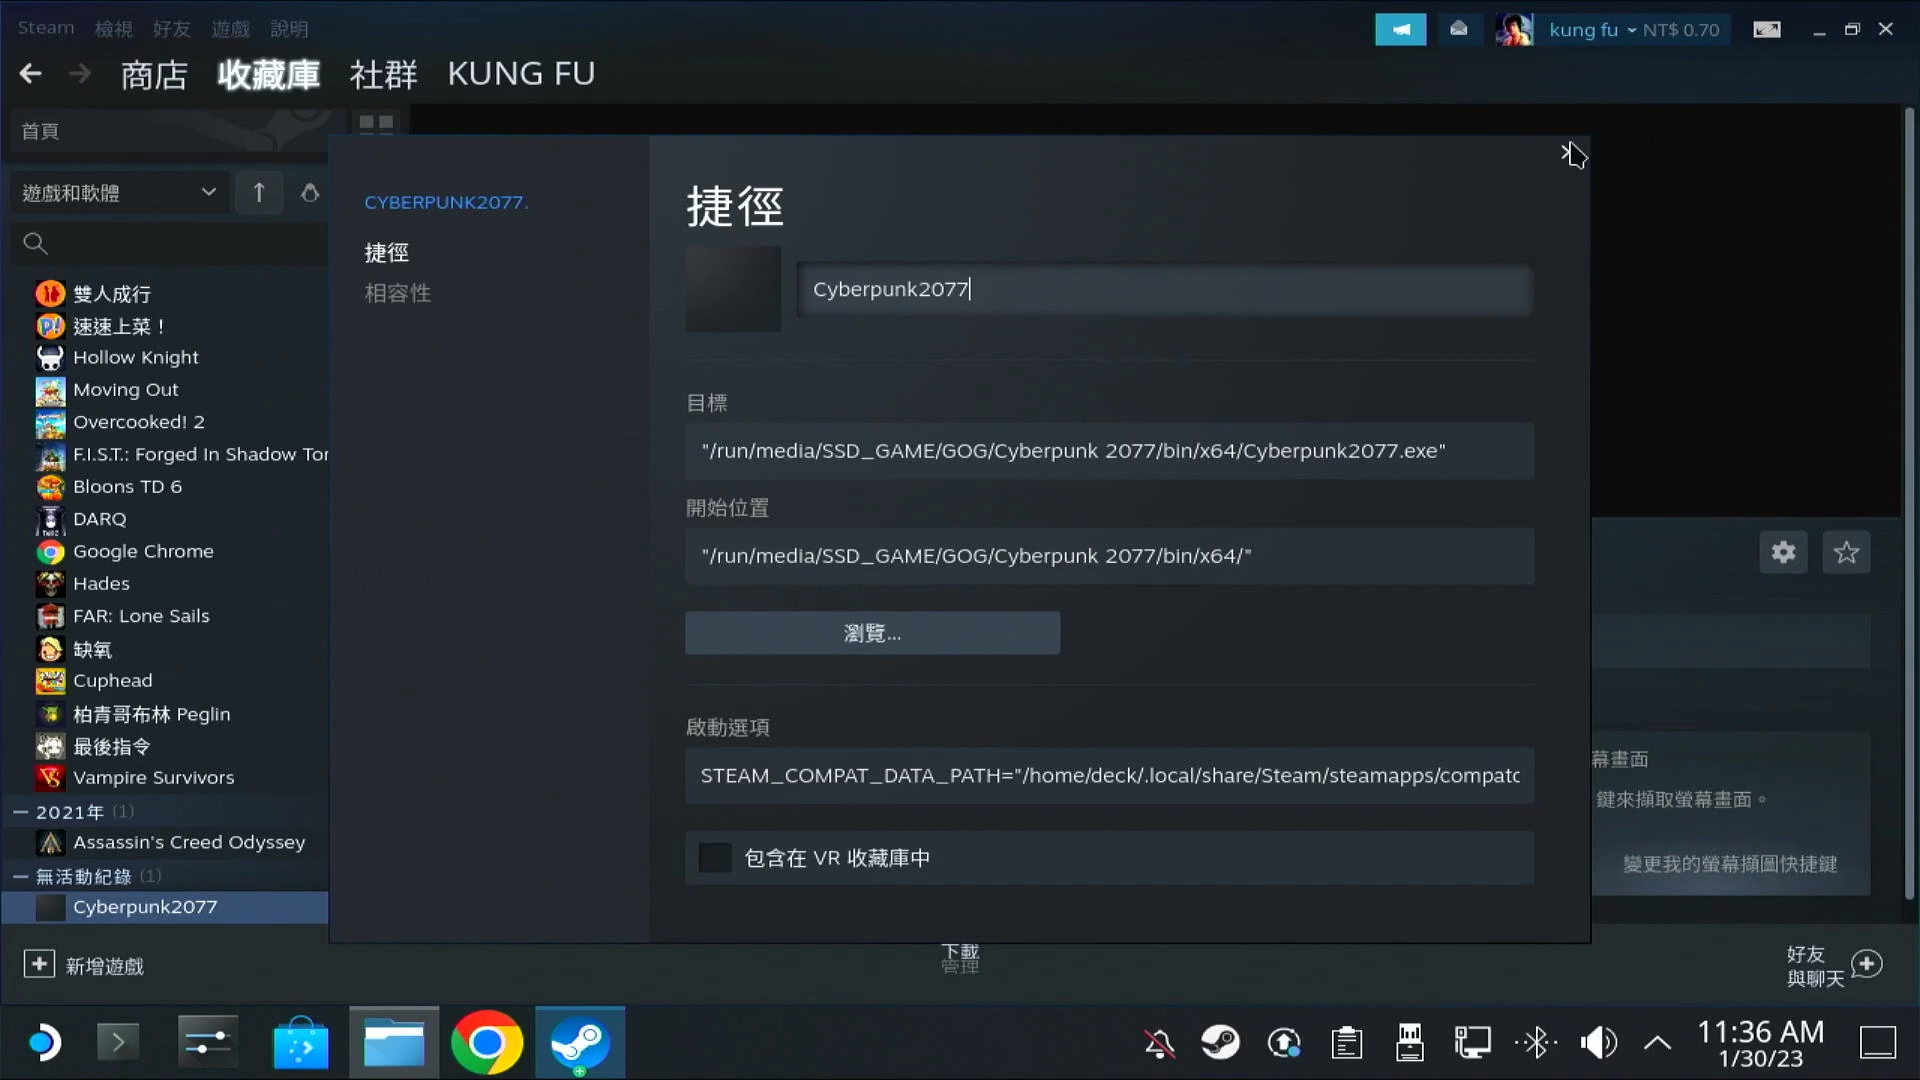 Steam 檢視 好友 遊戲 說明
kung fu NT$ 0.70
商店 收藏庫 社群 KUNG FU
首頁
遊戲和軟體
雙人成行
速速上菜！
Hollow Knight
Moving Out
Overcooked! 2
F.I.S.T.: Forged In Shadow Tor
Bloons TD 6
DARQ
Google Chrome
Hades
FAR: Lone Sails
缺氧
Cuphead
柏青哥布林 Peglin
最後指令
Vampire Survivors
2021年 (1)
Assassin's Creed Odyssey
無活動紀錄 (1)
Cyberpunk2077
新增遊戲
CYBERPUNK2077.
捷徑
相容性
捷徑
Cyberpunk2077
目標
"/run/media/SSD_GAME/GOG/Cyberpunk 2077/bin/x64/Cyberpunk2077.exe"
開始位置
"/run/media/SSD_GAME/GOG/Cyberpunk 2077/bin/x64/"
瀏覽...
啟動選項
STEAM_COMPAT_DATA_PATH="/home/deck/.local/share/Steam/steamapps/compatc
包含在 VR 收藏庫中
幕畫面
鍵來擷取螢幕畫面。
變更我的螢幕擷圖快捷鍵
下載
管理
好友
與聊天
11:36 AM
1/30/23